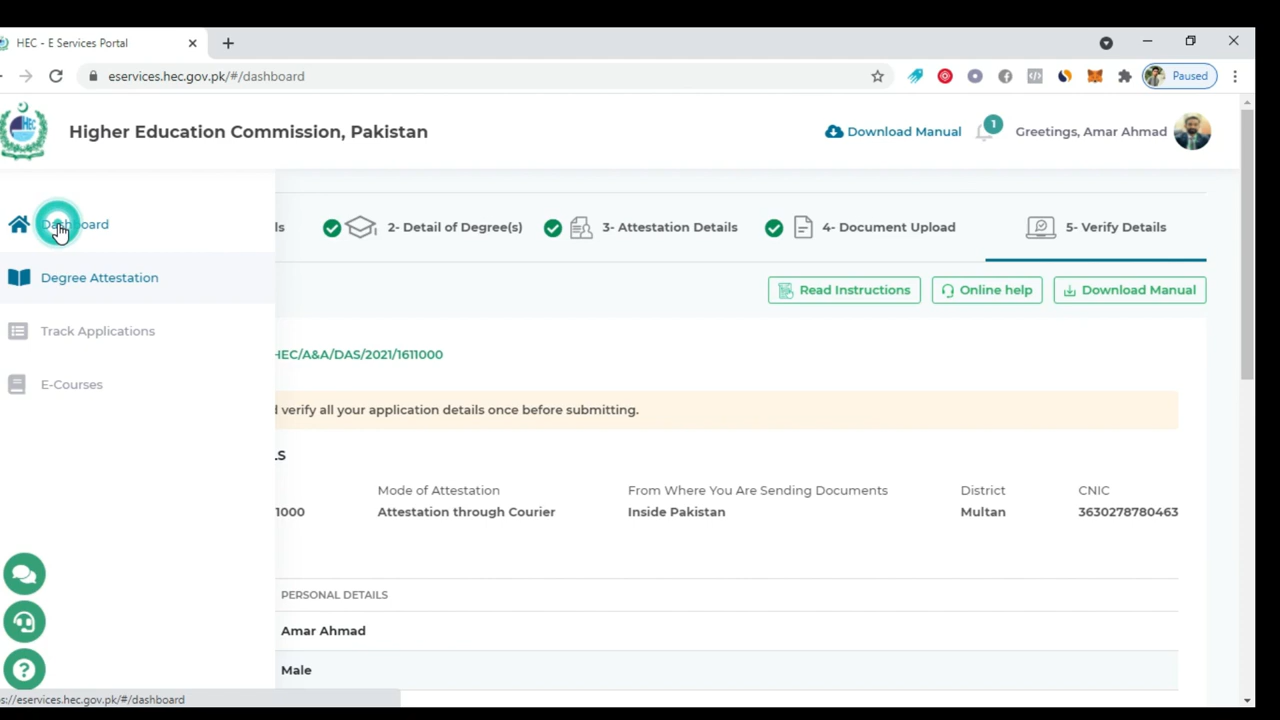 HEC - E Services Portal
eservices.hec.gov.pk/#/dashboard
Paused
HEC
Higher Education Commission, Pakistan
Download Manual
1
Greetings, Amar Ahmad
Dashboard
Degree Attestation
Track Applications
E-Courses
ls
2- Detail of Degree(s)
3- Attestation Details
4- Document Upload
5- Verify Details
Read Instructions
Online help
Download Manual
HEC/A&A/DAS/2021/1611000
d verify all your application details once before submitting.
LS
Mode of Attestation
From Where You Are Sending Documents
District
CNIC
1000
Attestation through Courier
Inside Pakistan
Multan
3630278780463
PERSONAL DETAILS
Amar Ahmad
Male
s://eservices.hec.gov.pk/#/dashboard